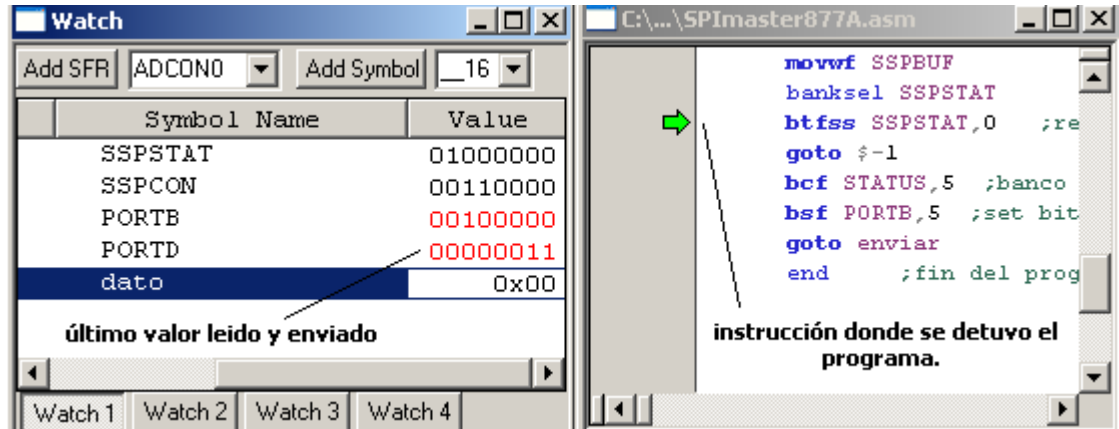 Watch
Add SFR ADCON0 Add Symbol __16
Symbol Name Value
SSPSTAT 01000000
SSPCON 00110000
PORTB 00100000
PORTD 00000011
dato 0x00
último valor leido y enviado
Watch 1 Watch 2 Watch 3 Watch 4
C:\...\SPImaster877A.asm
movwf SSPBUF
banksel SSPSTAT
btfss SSPSTAT,0 ;re
goto $-1
bcf STATUS,5 ;banco
bsf PORTB,5 ;set bit
goto enviar
end ;fin del prog
instrucción donde se detuvo el
programa.